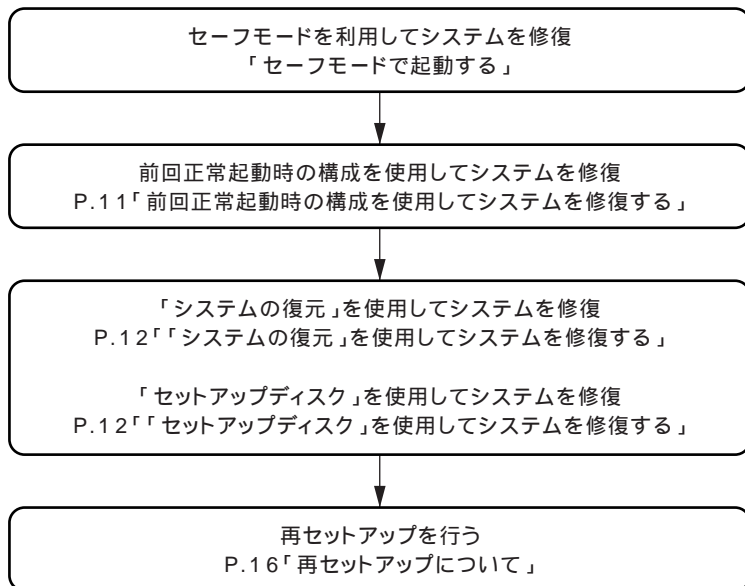 セーフモードを利用してシステムを修復
「セーフモードで起動する」
前回正常起動時の構成を使用してシステムを修復
P.11「前回正常起動時の構成を使用してシステムを修復する」
「システムの復元」を使用してシステムを修復
P.12「「システムの復元」を使用してシステムを修復する」
「セットアップディスク」を使用してシステムを修復
P.12「「セットアップディスク」を使用してシステムを修復する」
再セットアップを行う
P.16「再セットアップについて」